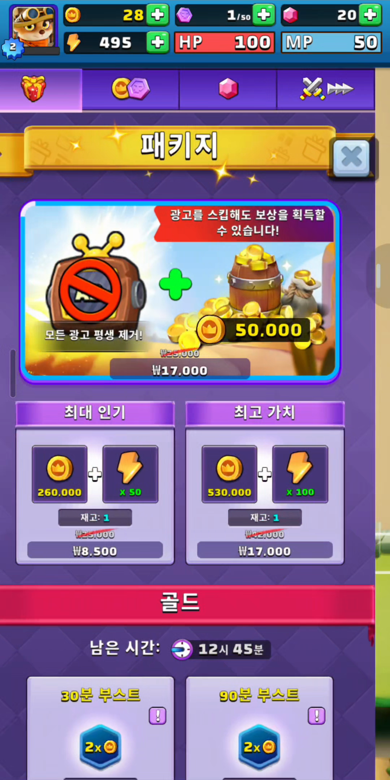 28
1/50
20
2
495
HP 100
MP 50
패키지
광고를 스킵해도 보상을 획득할
수 있습니다!
모든 광고 평생 제거!
50.000
₩17,000
최대 인기
최고 가치
260.000
x 50
530.000
x 100
재고: 1
재고: 1
₩8,500
₩17,000
골드
남은 시간: 12시 45분
30분 부스트
90분 부스트
!
!
2x
2x